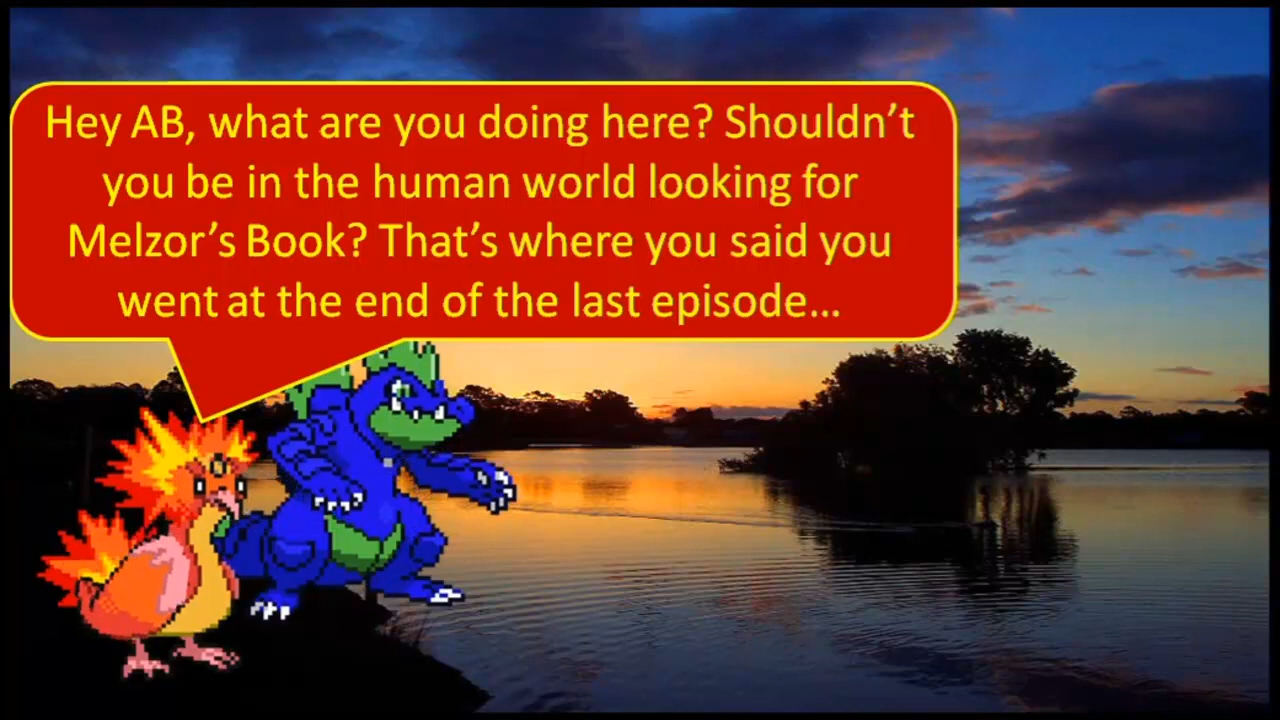 Hey AB, what are you doing here? Shouldn’t
you be in the human world looking for
Melzor’s Book? That’s where you said you
went at the end of the last episode…